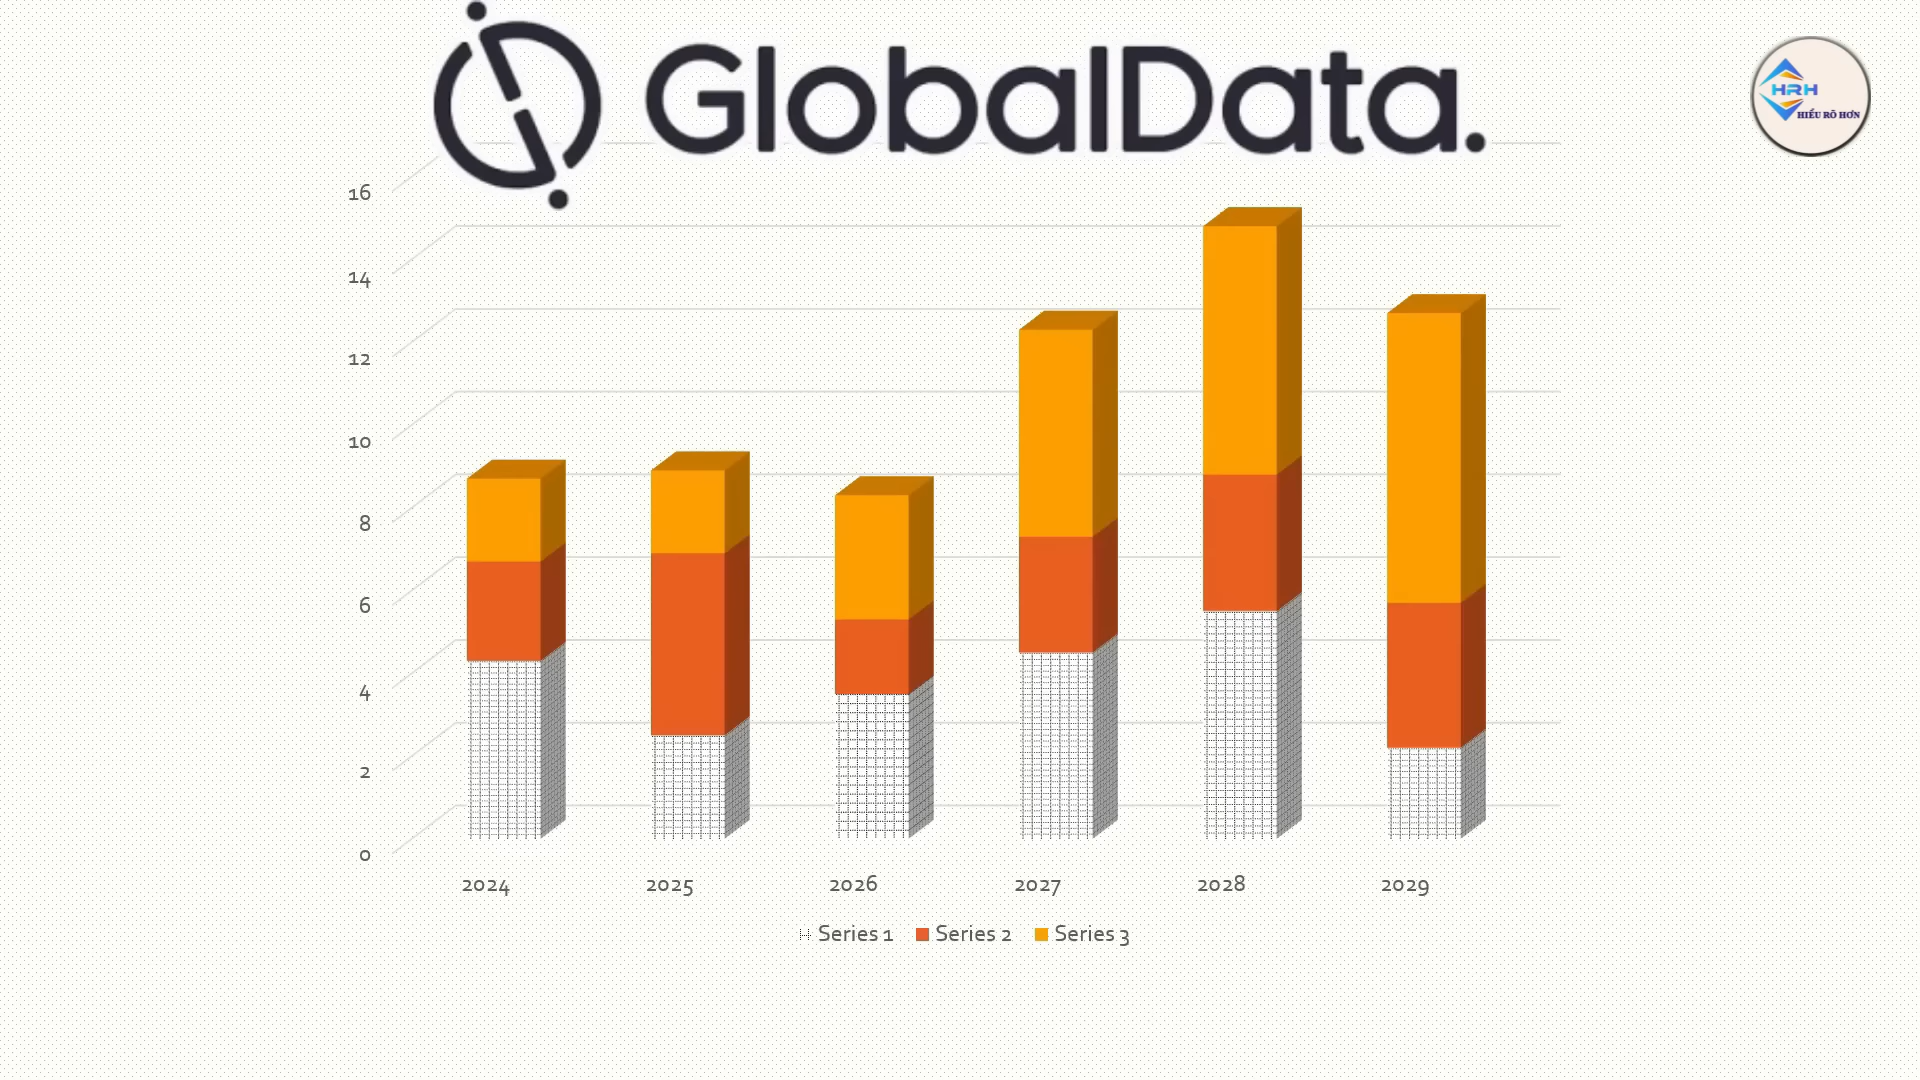 GlobalData.
HRH
HIỂU RÕ HƠN
16
14
12
10
8
6
4
2
0
2024 2025 2026 2027 2028 2029
Series 1 Series 2 Series 3